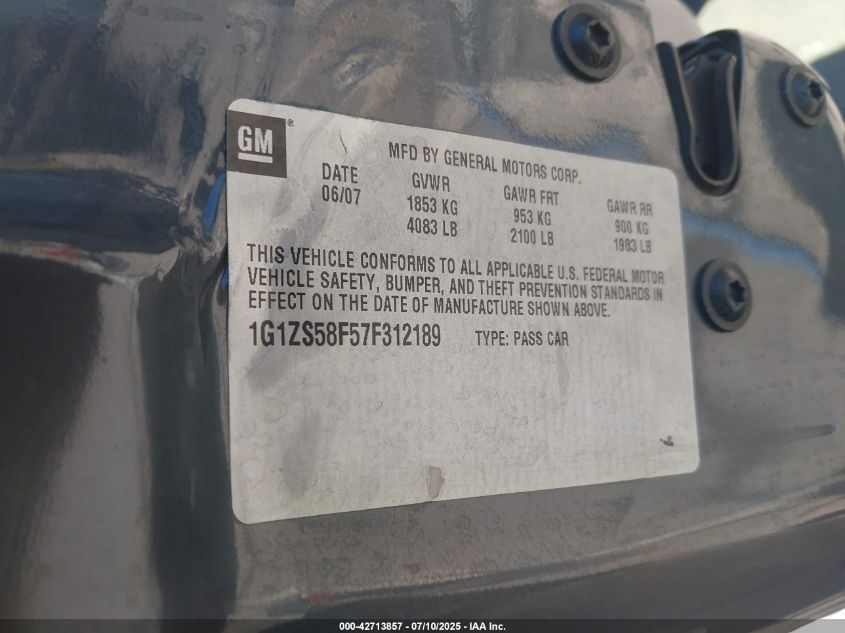 GM®
MFD BY GENERAL MOTORS CORP.
DATE GVWR GAWR FRT GAWR RR
06/07 1853 KG 953 KG 900 KG
4083 LB 2100 LB 1983 LB
THIS VEHICLE CONFORMS TO ALL APPLICABLE U.S. FEDERAL MOTOR
VEHICLE SAFETY, BUMPER, AND THEFT PREVENTION STANDARDS IN
EFFECT ON THE DATE OF MANUFACTURE SHOWN ABOVE.
1G1ZS58F57F312189 TYPE: PASS CAR
000-42713857 - 07/10/2025 - IAA Inc.